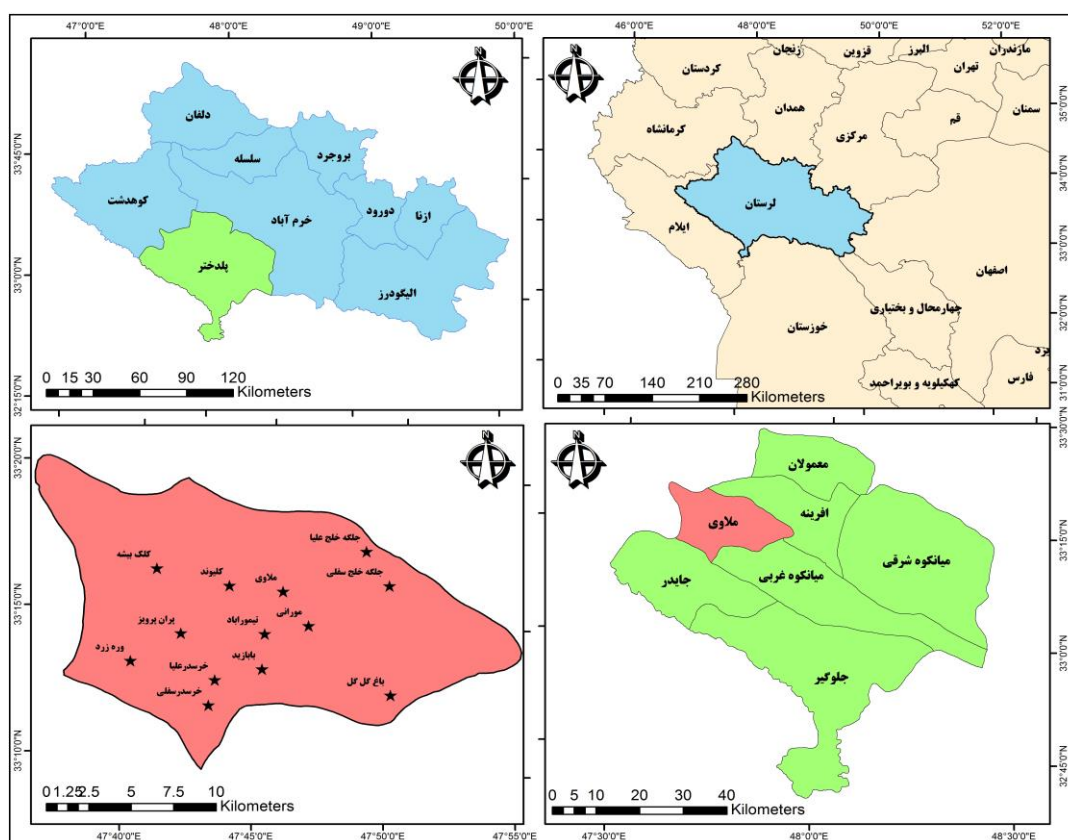 47°0'0"E 48°0'0"E 49°0'0"E 50°0'0"E
33°45'0"N
33°0'0"N
32°15'0"N
N
دلفان
سلسله
بروجرد
کوهدشت
خرم آباد
دورود
ازنا
پلدختر
الیگودرز
0 15 30 60 90 120
Kilometers
46°0'0"E 48°0'0"E 50°0'0"E 52°0'0"E
35°0'0"N
34°0'0"N
33°0'0"N
32°0'0"N
31°0'0"N
N
زنجان
قزوین
البرز
مازندران
کردستان
تهران
سمنان
همدان
قم
کرمانشاه
مرکزی
لرستان
ایلام
اصفهان
چهارمحال و بختیاری
خوزستان
یزد
فارس
کهکیلویه و بویراحمد
0 35 70 140 210 280
Kilometers
33°20'0"N
33°15'0"N
33°10'0"N
N
جلگه خلج علیا
کلک بیشه
جلگه خلج سفلی
کلیوند
ملاوی
مورانی
پران پرویز
تیموراباد
وره زرد
بابازید
خرسدرعلیا
باغ گل گل
خرسدرسفلی
0 1.25 2.5 5 7.5 10
Kilometers
47°40'0"E 47°45'0"E 47°50'0"E 47°55'0"E
33°30'0"N
33°15'0"N
33°0'0"N
32°45'0"N
N
معمولان
افرینه
ملاوی
میانکوه شرقی
میانکوه غربی
جایدر
جلوگیر
0 5 10 20 30 40
Kilometers
47°30'0"E 48°0'0"E 48°30'0"E